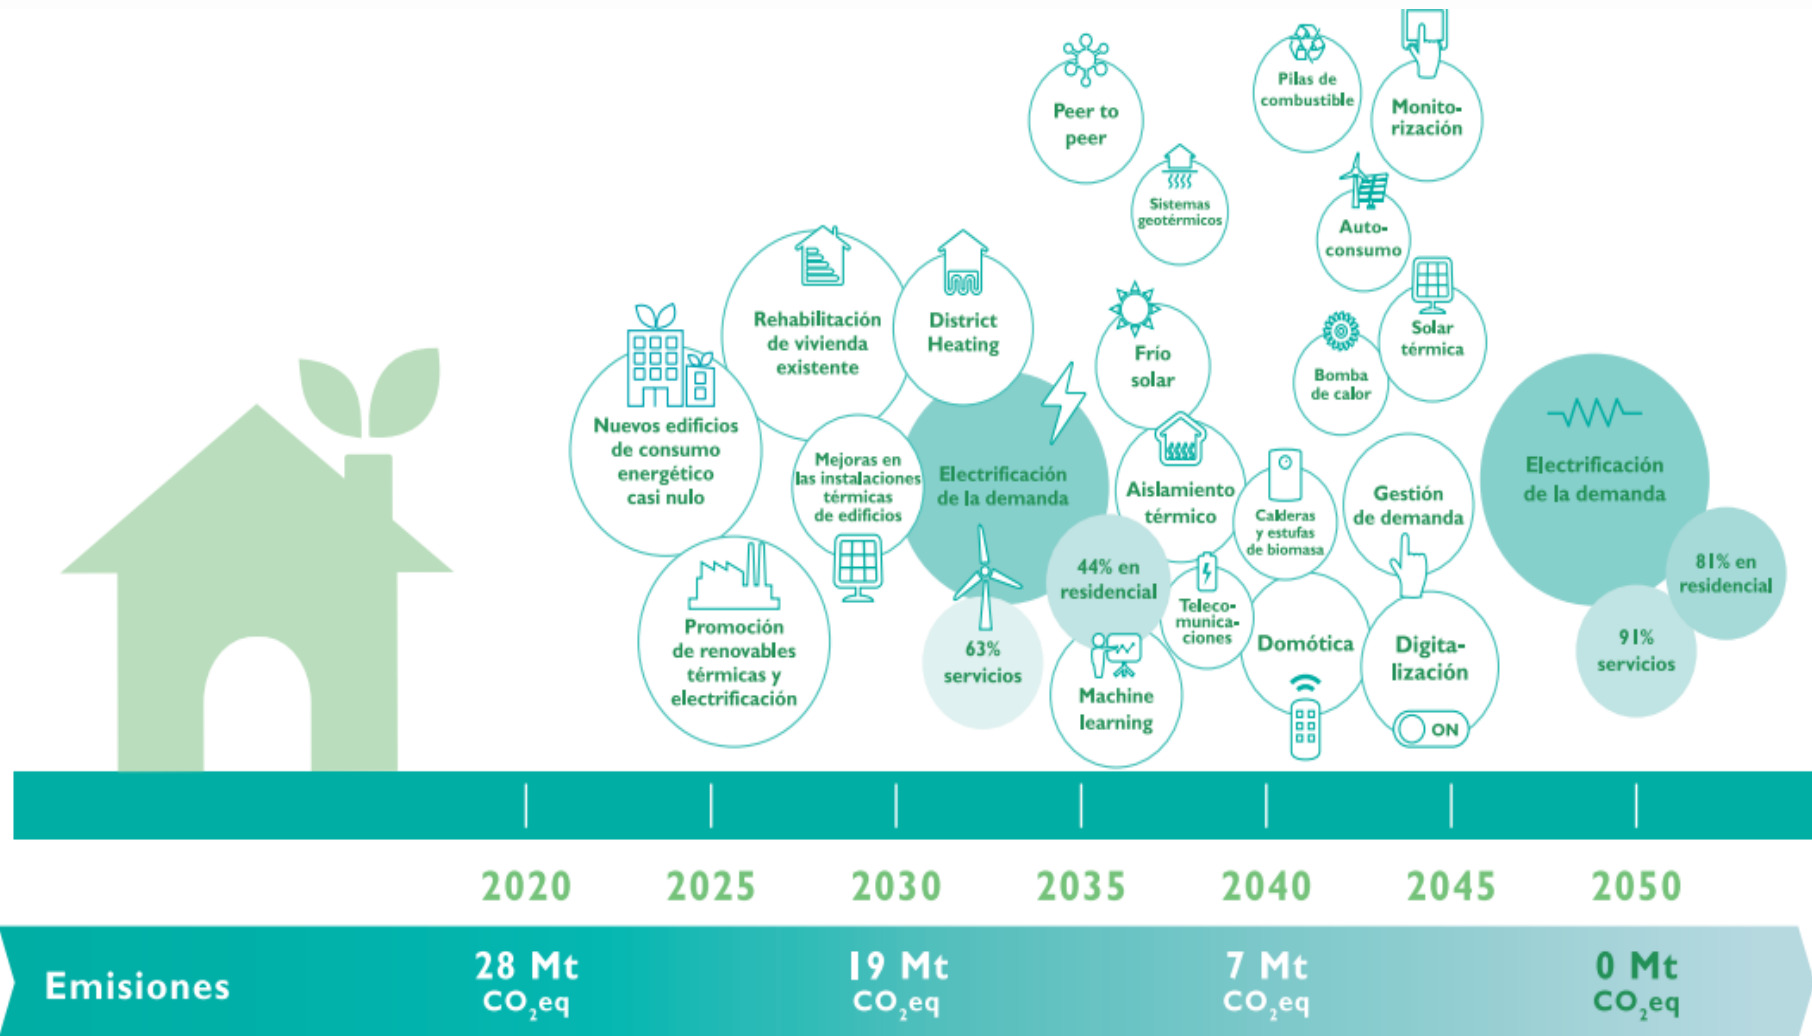 Peer to
peer
Pilas de
combustible
Monito-
rización
Sistemas
geotérmicos
Auto-
consumo
Rehabilitación
de vivienda
existente
District
Heating
Frío
solar
Solar
térmica
Bomba
de calor
Nuevos edificios
de consumo
energético
casi nulo
Mejoras en
las instalaciones
térmicas
de edificios
Electrificación
de la demanda
Aislamiento
térmico
Calderas
y estufas
de biomasa
Gestión
de demanda
Electrificación
de la demanda
44% en
residencial
81% en
residencial
Promoción
de renovables
térmicas y
electrificación
63%
servicios
Teleco-
munica-
ciones
Domótica
Digita-
lización
ON
91%
servicios
Machine
learning
2020
2025
2030
2035
2040
2045
2050
Emisiones
28 Mt
CO₂eq
19 Mt
CO₂eq
7 Mt
CO₂eq
0 Mt
CO₂eq